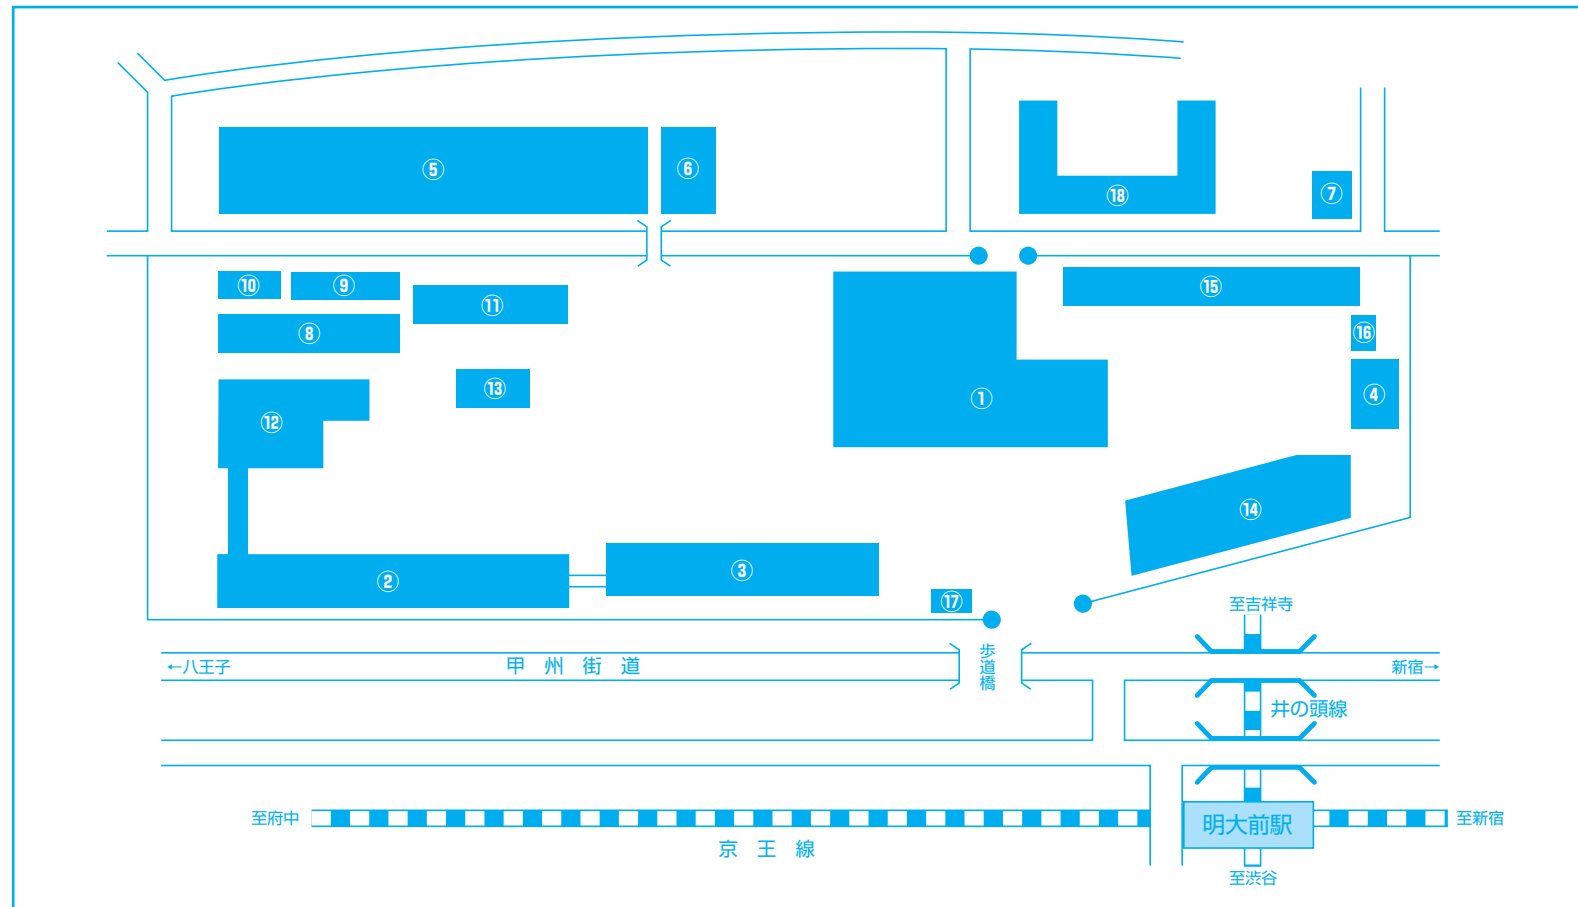 ⑤
⑥
⑱
⑦
⑩
⑨
⑪
⑮
⑧
⑯
⑬
①
④
⑫
⑭
②
③
⑰
至吉祥寺
←八王子
甲州街道
歩道橋
新宿→
井の頭線
至府中
明大前駅
至新宿
京王線
至渋谷